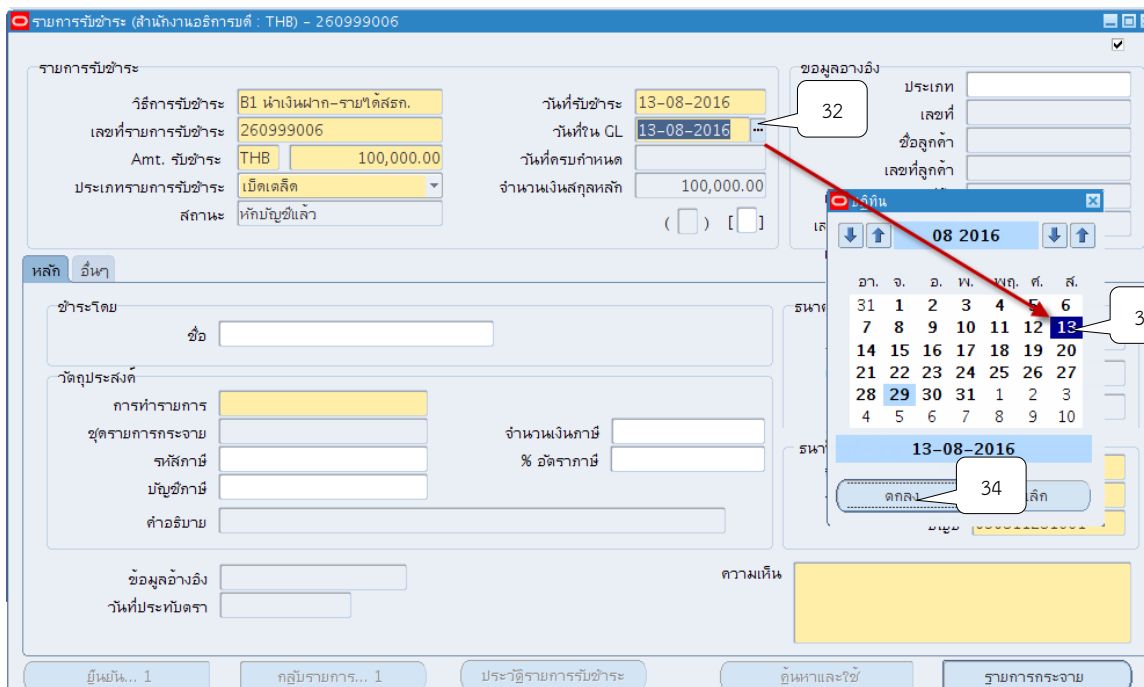 รายการรับชำระ (สำนักงานอธิการบดี : THB) – 260999006
รายการรับชำระ
วิธีการรับชำระ B1 นำเงินฝาก–รายได้สธก. วันที่รับชำระ 13–08–2016
เลขที่รายการรับชำระ 260999006 วันที่ใน GL 13–08–2016 ...
Amt. รับชำระ THB 100,000.00 วันที่ครบกำหนด
ประเภทรายการรับชำระ เบ็ดเตล็ด จำนวนเงินสกุลหลัก 100,000.00
สถานะ หักบัญชีแล้ว ( ) [ ]
32
ข้อมูลอ้างอิง
ประเภท
เลขที่
ชื่อลูกค้า
เลขที่ลูกค้า
หลัก อื่นๆ
ชำระโดย
ชื่อ
วัตถุประสงค์
การทำรายการ
ชุดรายการกระจาย จำนวนเงินภาษี
รหัสภาษี % อัตราภาษี
บัญชีภาษี
คำอธิบาย
ข้อมูลอ้างอิง
วันที่ประทับตรา
ความเห็น
ปฏิทิน
08 2016
อา. จ. อ. พ. พฤ. ศ. ส.
31 1 2 3 4 5 6
7 8 9 10 11 12 13
14 15 16 17 18 19 20
21 22 23 24 25 26 27
28 29 30 31 1 2 3
4 5 6 7 8 9 10
13–08–2016
ตกลง
34
ยืนยัน... 1 กลับรายการ... 1 ประวัติรายการรับชำระ ค้นหาและใช้ รายการกระจาย